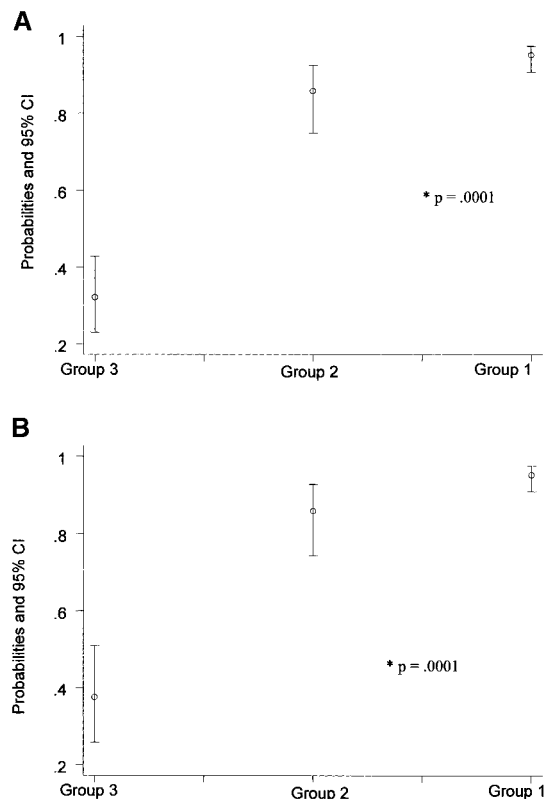 A
Probabilities and 95% CI
1
.8
.6
.4
.2
* p = .0001
Group 3
Group 2
Group 1
B
Probabilities and 95% CI
1
.8
.6
.4
.2
* p = .0001
Group 3
Group 2
Group 1